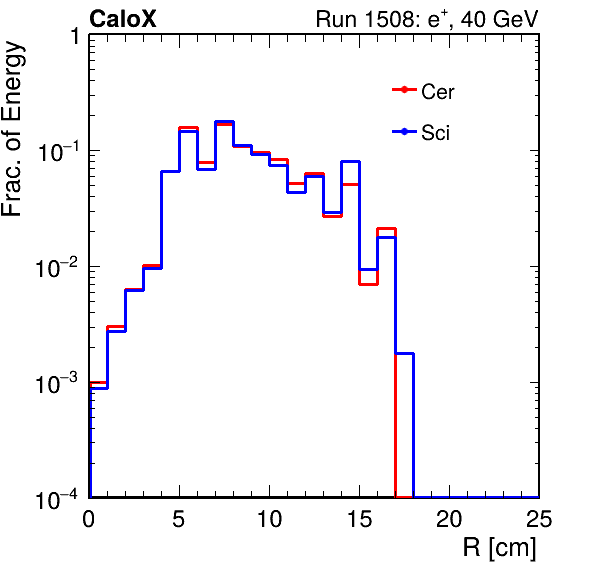 CaloX Run 1508: e⁺, 40 GeV
Frac. of Energy
1
10⁻¹
10⁻²
10⁻³
10⁻⁴
Cer
Sci
0 5 10 15 20 25
R [cm]